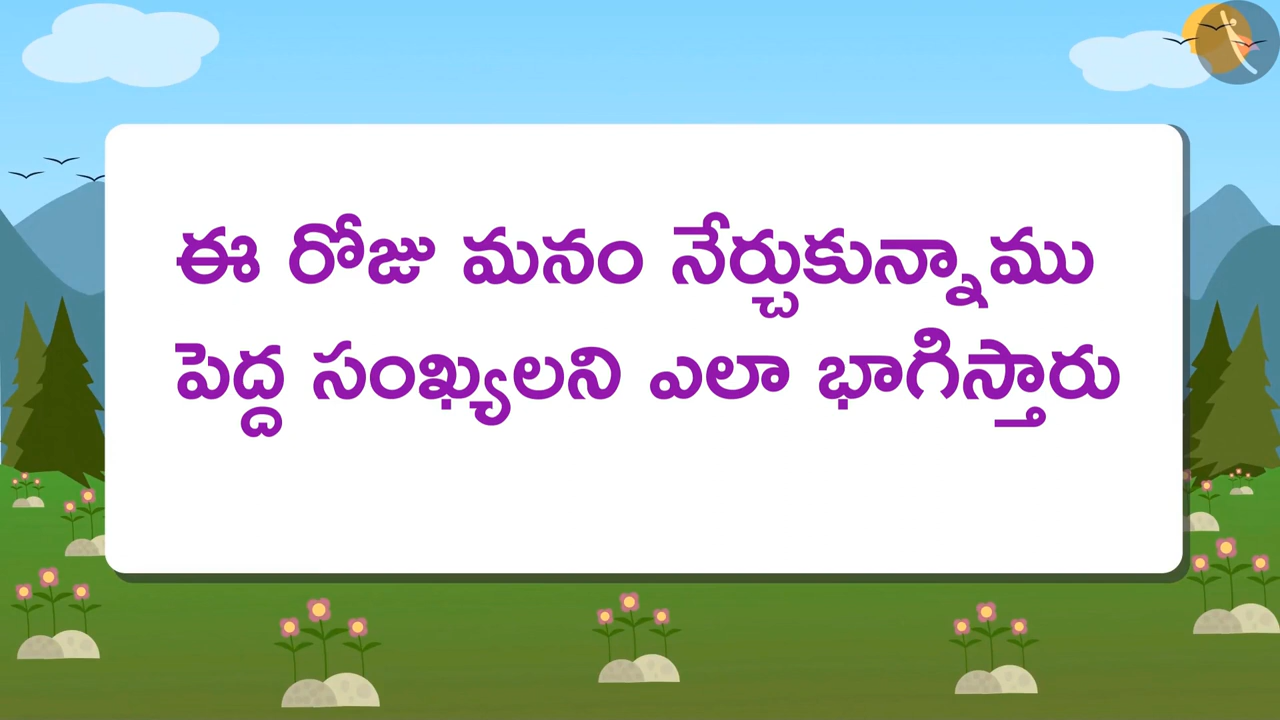 ఈ రోజు మనం నేర్చుకున్నాము
పెద్ద సంఖ్యలని ఎలా భాగిస్తారు